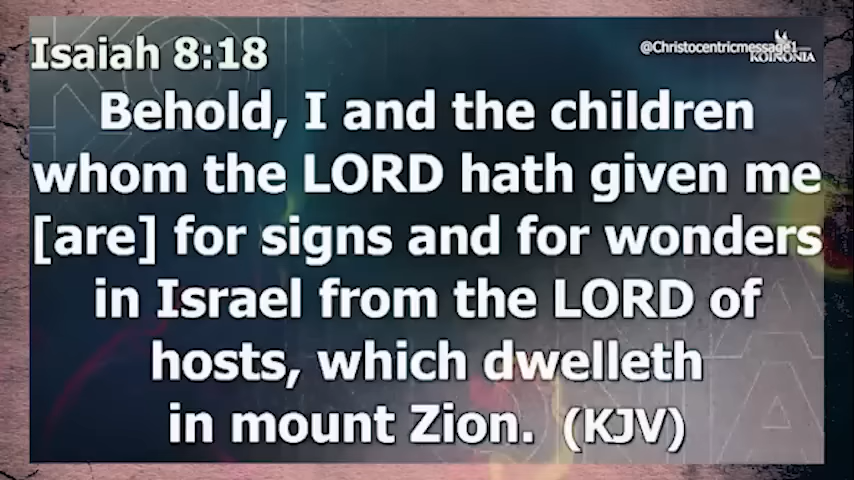 Isaiah 8:18
@Christocentricmessage1
KOINONIA
Behold, I and the children
whom the LORD hath given me
[are] for signs and for wonders
in Israel from the LORD of
hosts, which dwelleth
in mount Zion. (KJV)